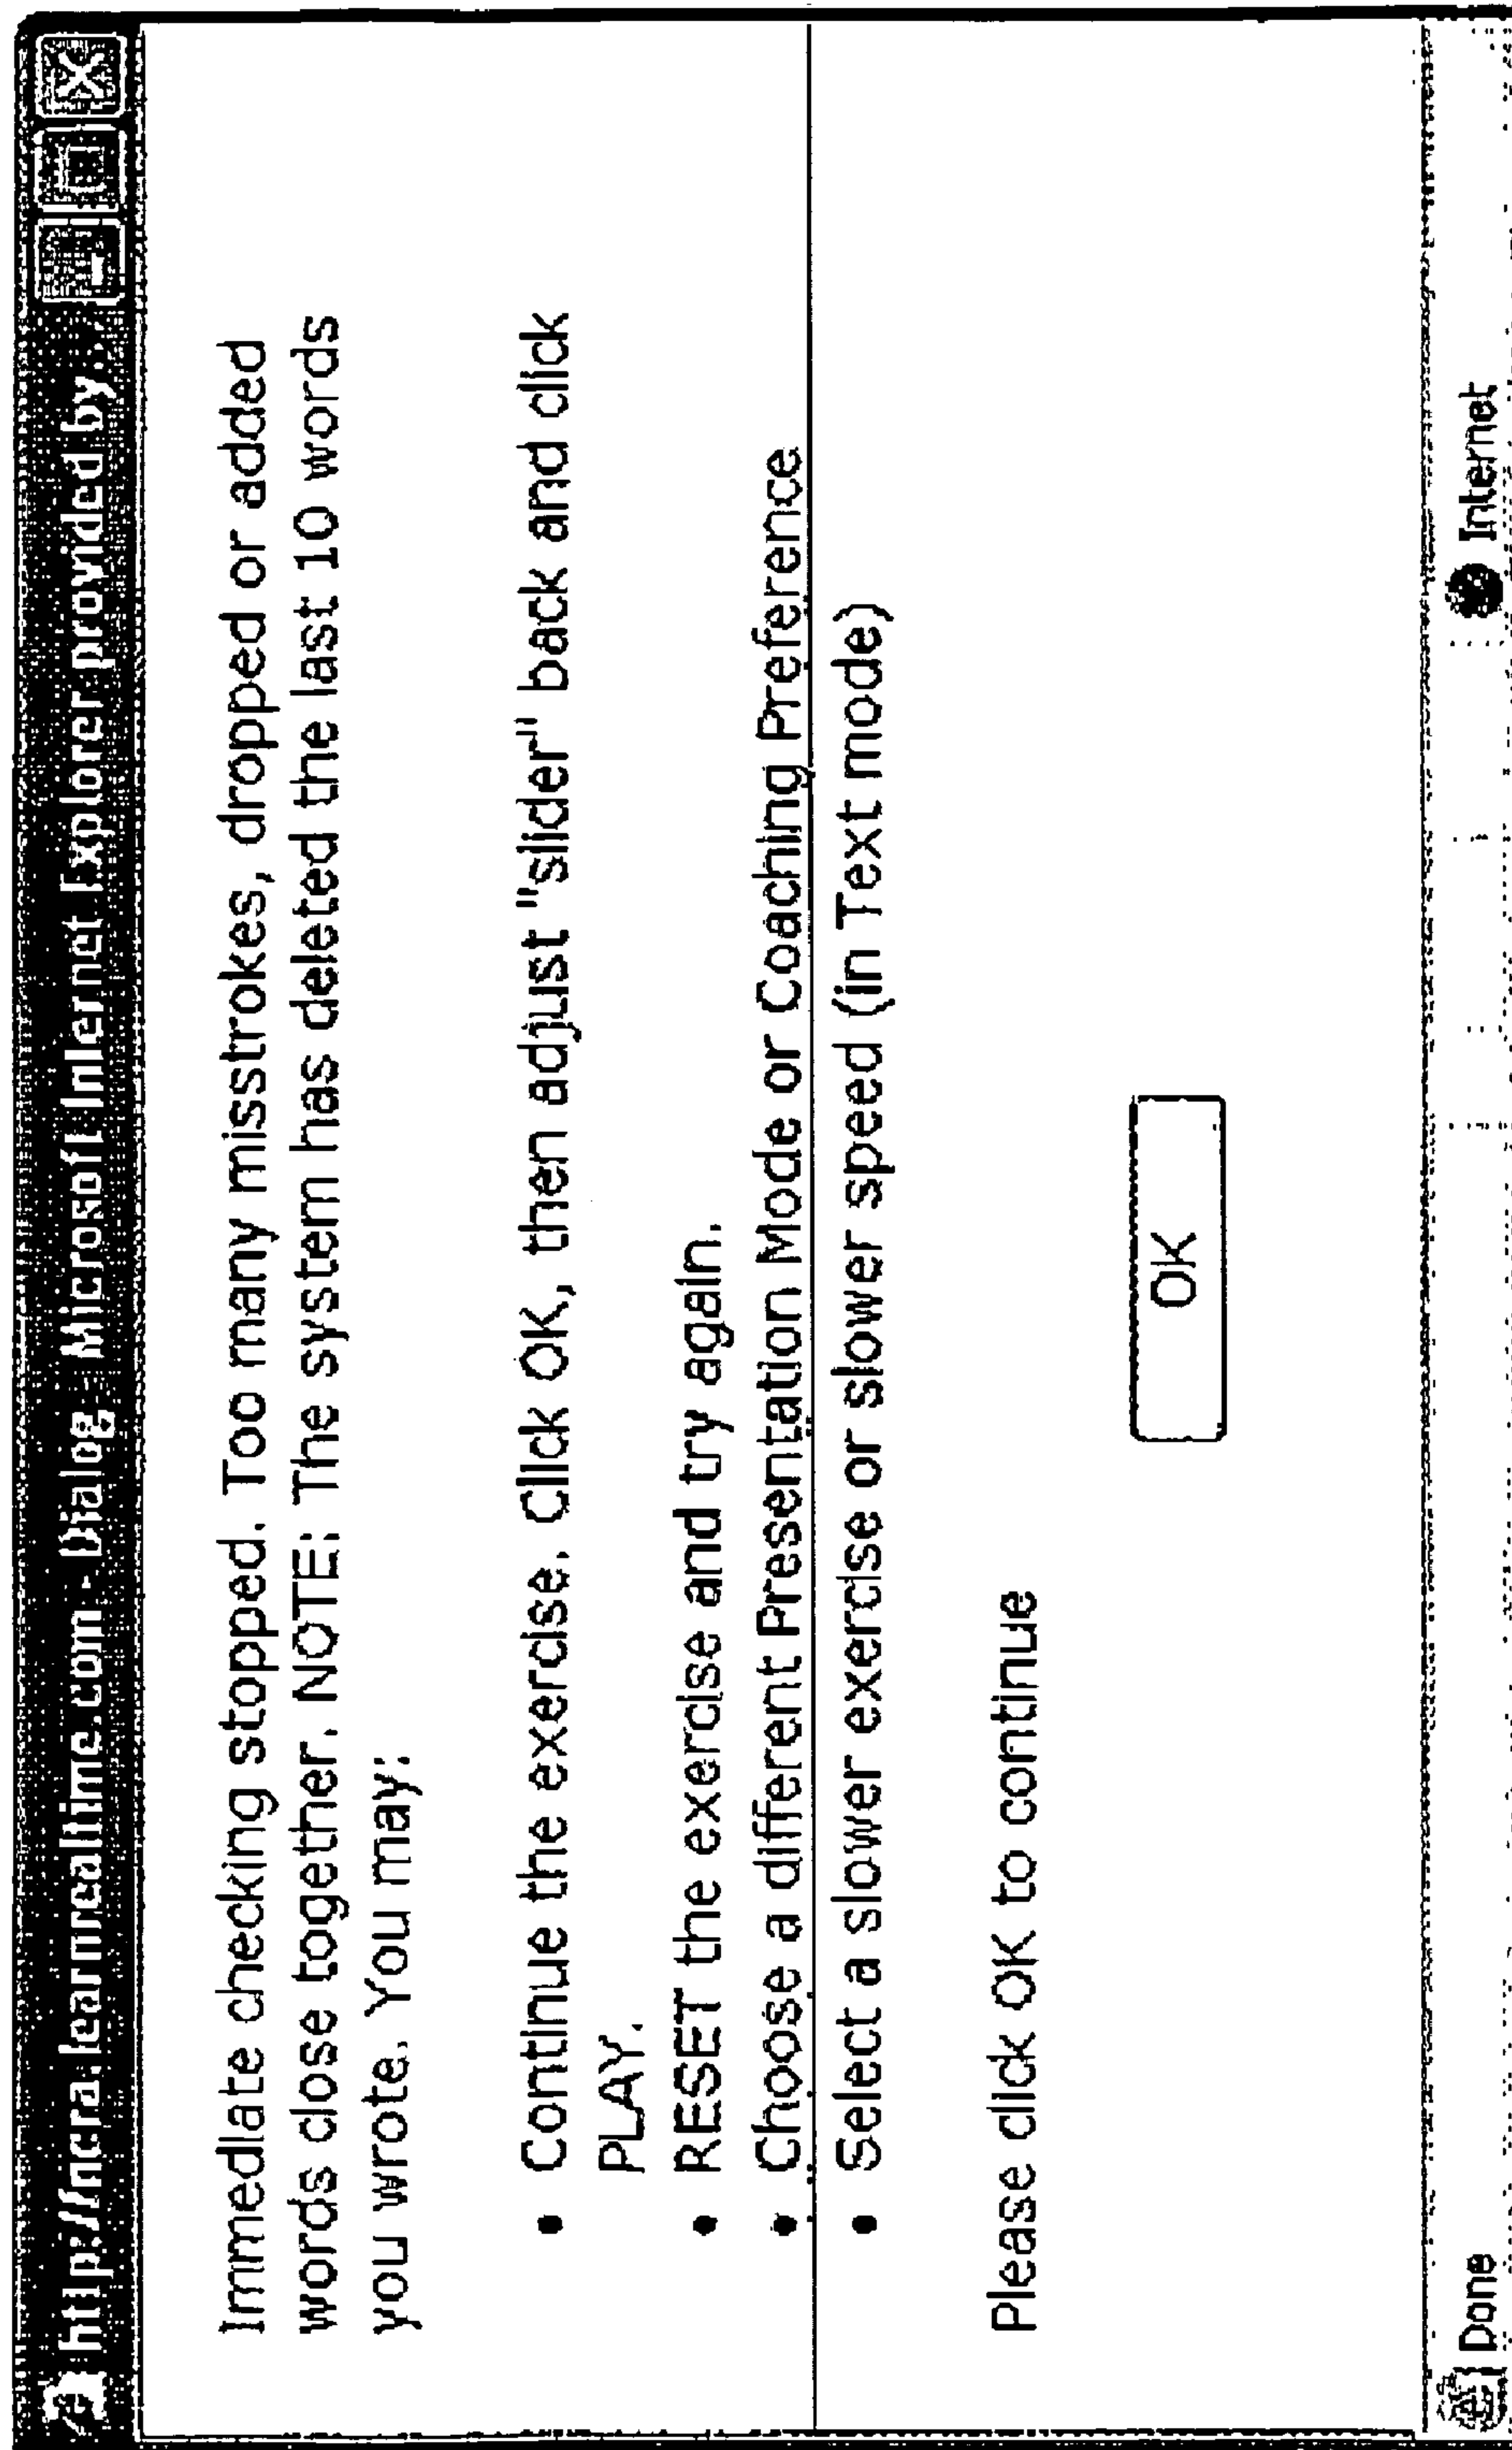 http://ncra.learnrealtime.com - Dialog - Microsoft Internet Explorer provided by
Immediate checking stopped. Too many misstrokes, dropped or added
words close together. NOTE: The system has deleted the last 10 words
you wrote. You may:
• Continue the exercise. Click OK, then adjust "slider" back and click
PLAY.
• RESET the exercise and try again.
• Choose a different Presentation Mode or Coaching Preference
• Select a slower exercise or slower speed (in Text mode)
Please click OK to continue
OK
Done Internet